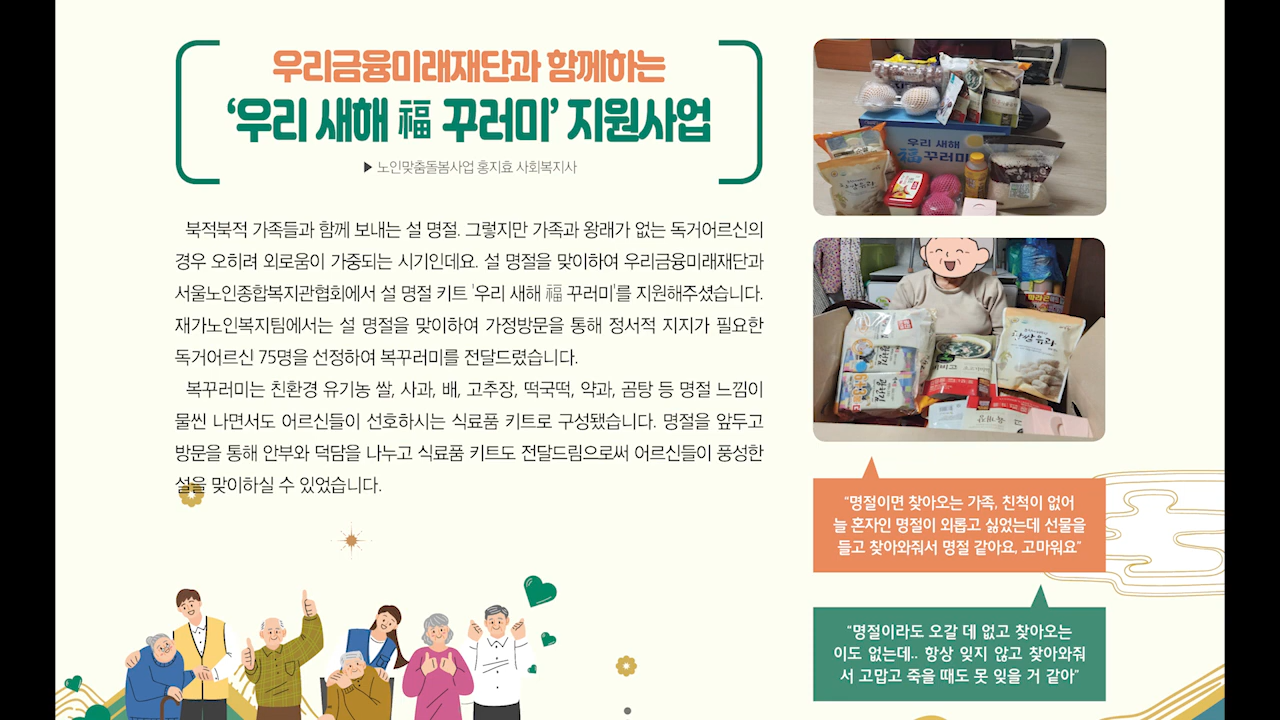 우리금융미래재단과 함께하는
‘우리 새해 福 꾸러미’ 지원사업
▶ 노인맞춤돌봄사업 홍지효 사회복지사
북적북적 가족들과 함께 보내는 설 명절. 그렇지만 가족과 왕래가 없는 독거어르신의
경우 오히려 외로움이 가중되는 시기인데요. 설 명절을 맞이하여 우리금융미래재단과
서울노인종합복지관협회에서 설 명절 키트 '우리 새해 福 꾸러미'를 지원해주셨습니다.
재가노인복지팀에서는 설 명절을 맞이하여 가정방문을 통해 정서적 지지가 필요한
독거어르신 75명을 선정하여 복꾸러미를 전달드렸습니다.
복꾸러미는 친환경 유기농 쌀, 사과, 배, 고추장, 떡국떡, 약과, 곰탕 등 명절 느낌이
물씬 나면서도 어르신들이 선호하시는 식료품 키트로 구성됐습니다. 명절을 앞두고
방문을 통해 안부와 덕담을 나누고 식료품 키트도 전달드림으로써 어르신들이 풍성한
설을 맞이하실 수 있었습니다.
우리 새해
福 꾸러미
찹쌀유과
비비고
찹쌀유과
“명절이면 찾아오는 가족, 친척이 없어
늘 혼자인 명절이 외롭고 싫었는데 선물을
들고 찾아와줘서 명절 같아요, 고마워요”
“명절이라도 오갈 데 없고 찾아오는
이도 없는데.. 항상 잊지 않고 찾아와줘
서 고맙고 죽을 때도 못 잊을 거 같아”